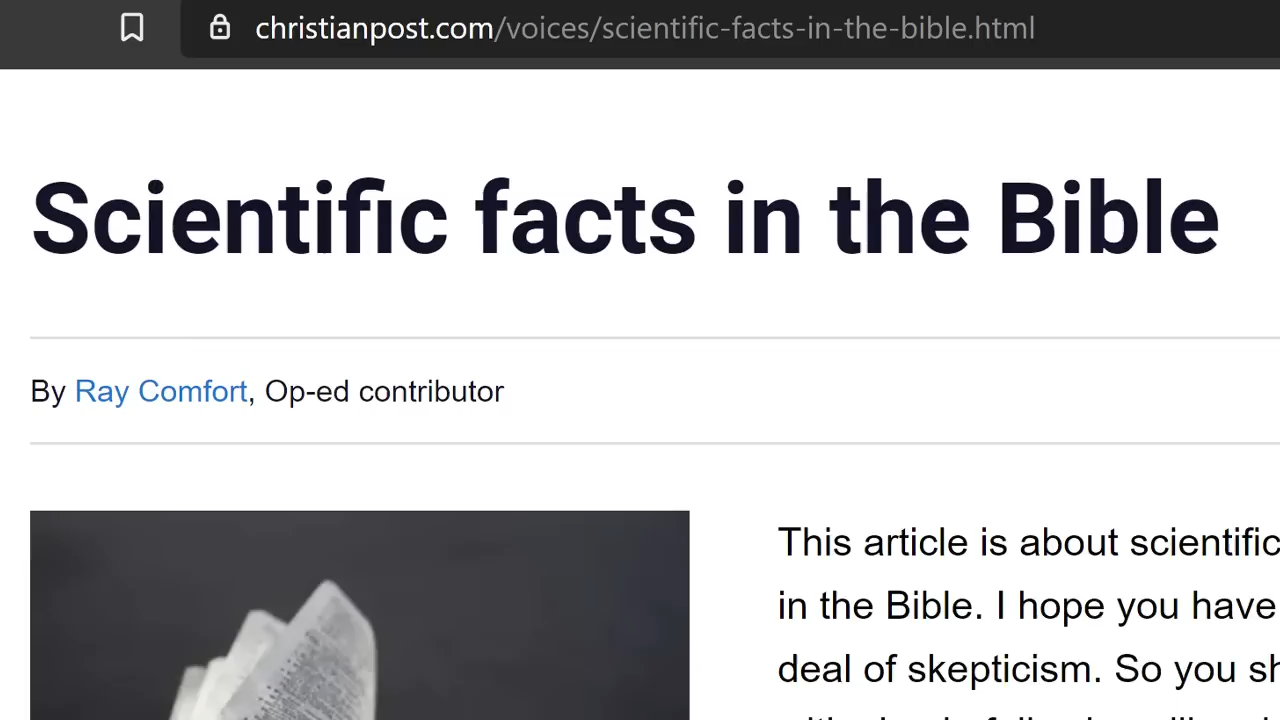 christianpost.com/voices/scientific-facts-in-the-bible.html
Scientific facts in the Bible
By Ray Comfort, Op-ed contributor
This article is about scientific
in the Bible. I hope you have
deal of skepticism. So you